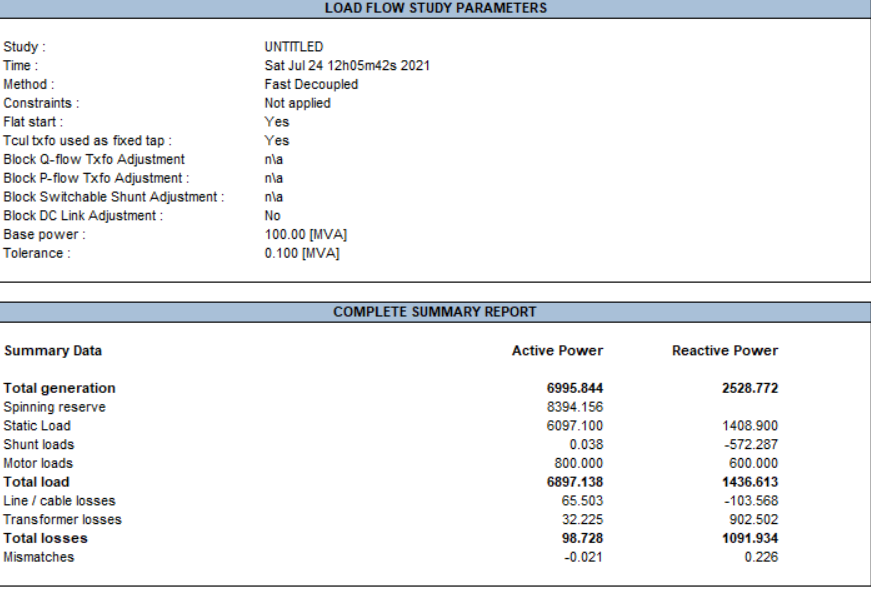 LOAD FLOW STUDY PARAMETERS
Study : UNTITLED
Time : Sat Jul 24 12h05m42s 2021
Method : Fast Decoupled
Constraints : Not applied
Flat start : Yes
Tcul txfo used as fixed tap : Yes
Block Q-flow Txfo Adjustment n\a
Block P-flow Txfo Adjustment : n\a
Block Switchable Shunt Adjustment : n\a
Block DC Link Adjustment : No
Base power : 100.00 [MVA]
Tolerance : 0.100 [MVA]
COMPLETE SUMMARY REPORT
Summary Data Active Power Reactive Power
Total generation 6995.844 2528.772
Spinning reserve 8394.156
Static Load 6097.100 1408.900
Shunt loads 0.038 -572.287
Motor loads 800.000 600.000
Total load 6897.138 1436.613
Line / cable losses 65.503 -103.568
Transformer losses 32.225 902.502
Total losses 98.728 1091.934
Mismatches -0.021 0.226